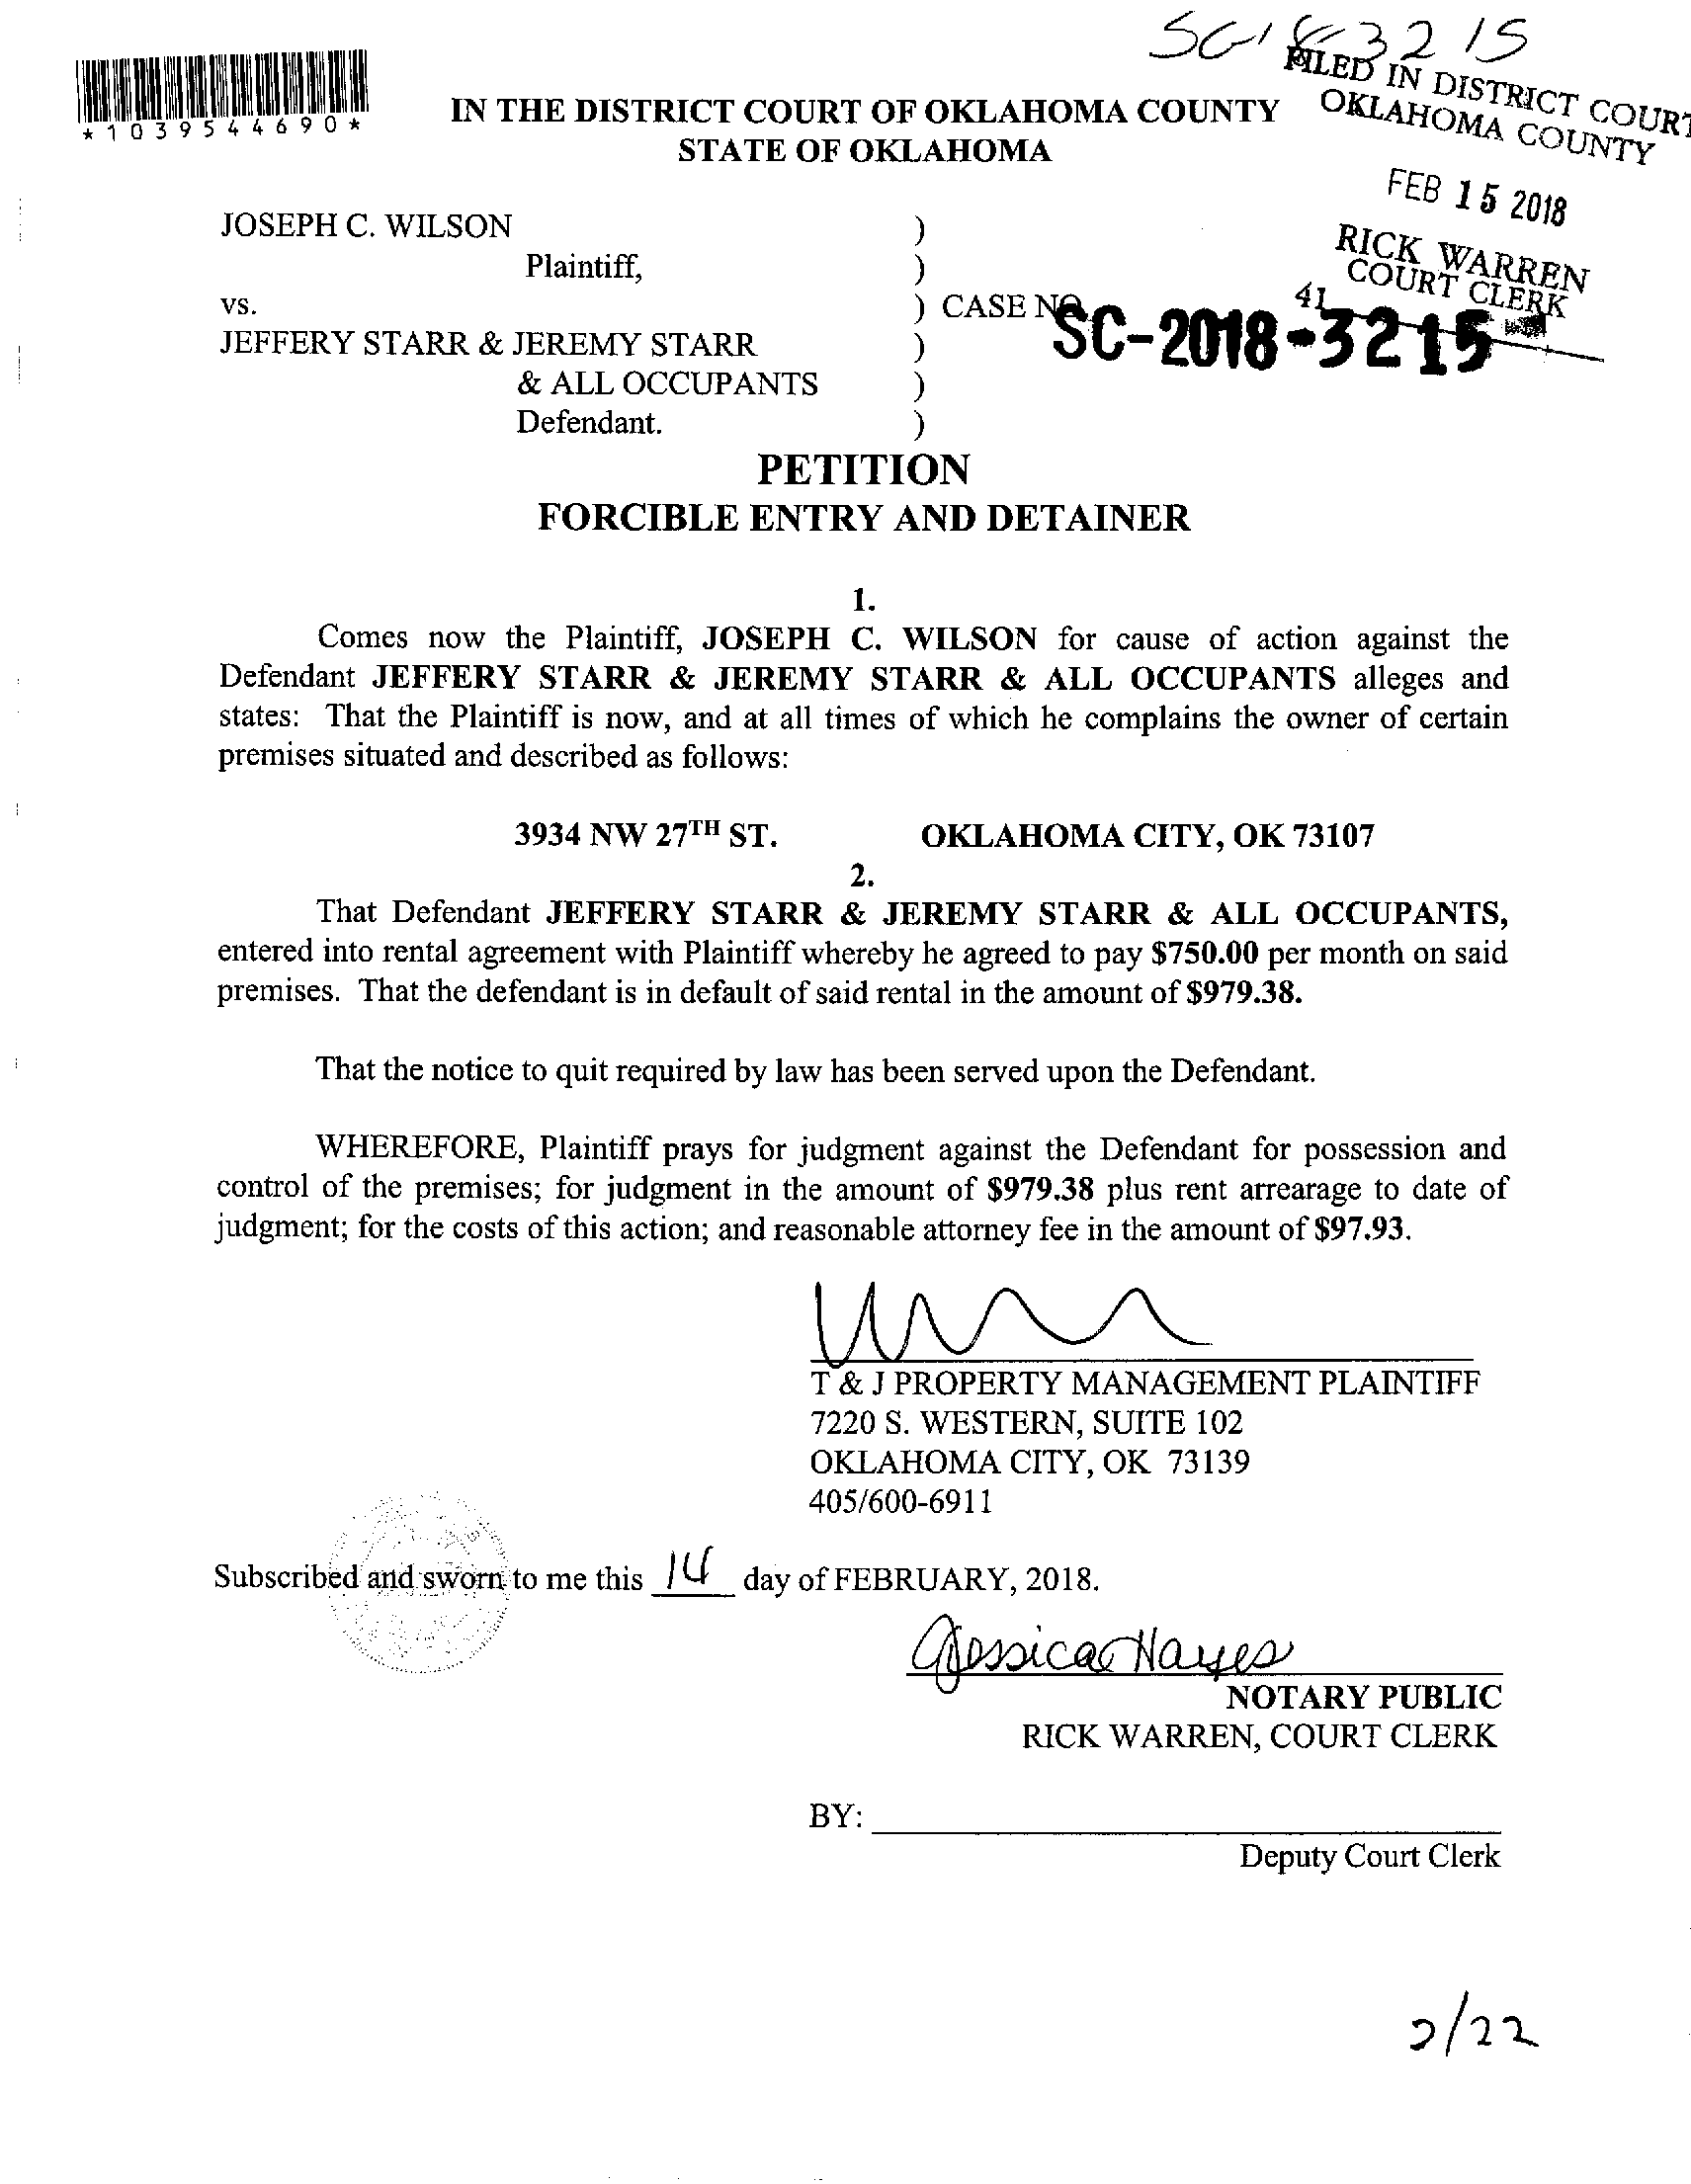 SC-18-3215
*1039544690*
FILED IN DISTRICT COURT
OKLAHOMA COUNTY
IN THE DISTRICT COURT OF OKLAHOMA COUNTY
STATE OF OKLAHOMA
FEB 15 2018
RICK WARREN
COURT CLERK
41
JOSEPH C. WILSON )
Plaintiff, )
vs. ) CASE NO
SC-2018-3215
JEFFERY STARR & JEREMY STARR )
& ALL OCCUPANTS )
Defendant. )
PETITION
FORCIBLE ENTRY AND DETAINER
1.
Comes now the Plaintiff, JOSEPH C. WILSON for cause of action against the
Defendant JEFFERY STARR & JEREMY STARR & ALL OCCUPANTS alleges and
states: That the Plaintiff is now, and at all times of which he complains the owner of certain
premises situated and described as follows:
3934 NW 27TH ST. OKLAHOMA CITY, OK 73107
2.
That Defendant JEFFERY STARR & JEREMY STARR & ALL OCCUPANTS,
entered into rental agreement with Plaintiff whereby he agreed to pay $750.00 per month on said
premises. That the defendant is in default of said rental in the amount of $979.38.
That the notice to quit required by law has been served upon the Defendant.
WHEREFORE, Plaintiff prays for judgment against the Defendant for possession and
control of the premises; for judgment in the amount of $979.38 plus rent arrearage to date of
judgment; for the costs of this action; and reasonable attorney fee in the amount of $97.93.
T & J PROPERTY MANAGEMENT PLAINTIFF
7220 S. WESTERN, SUITE 102
OKLAHOMA CITY, OK 73139
405/600-6911
Subscribed and sworn to me this 14 day of FEBRUARY, 2018.
Jessica Hayes
NOTARY PUBLIC
RICK WARREN, COURT CLERK
BY:
Deputy Court Clerk
2/22